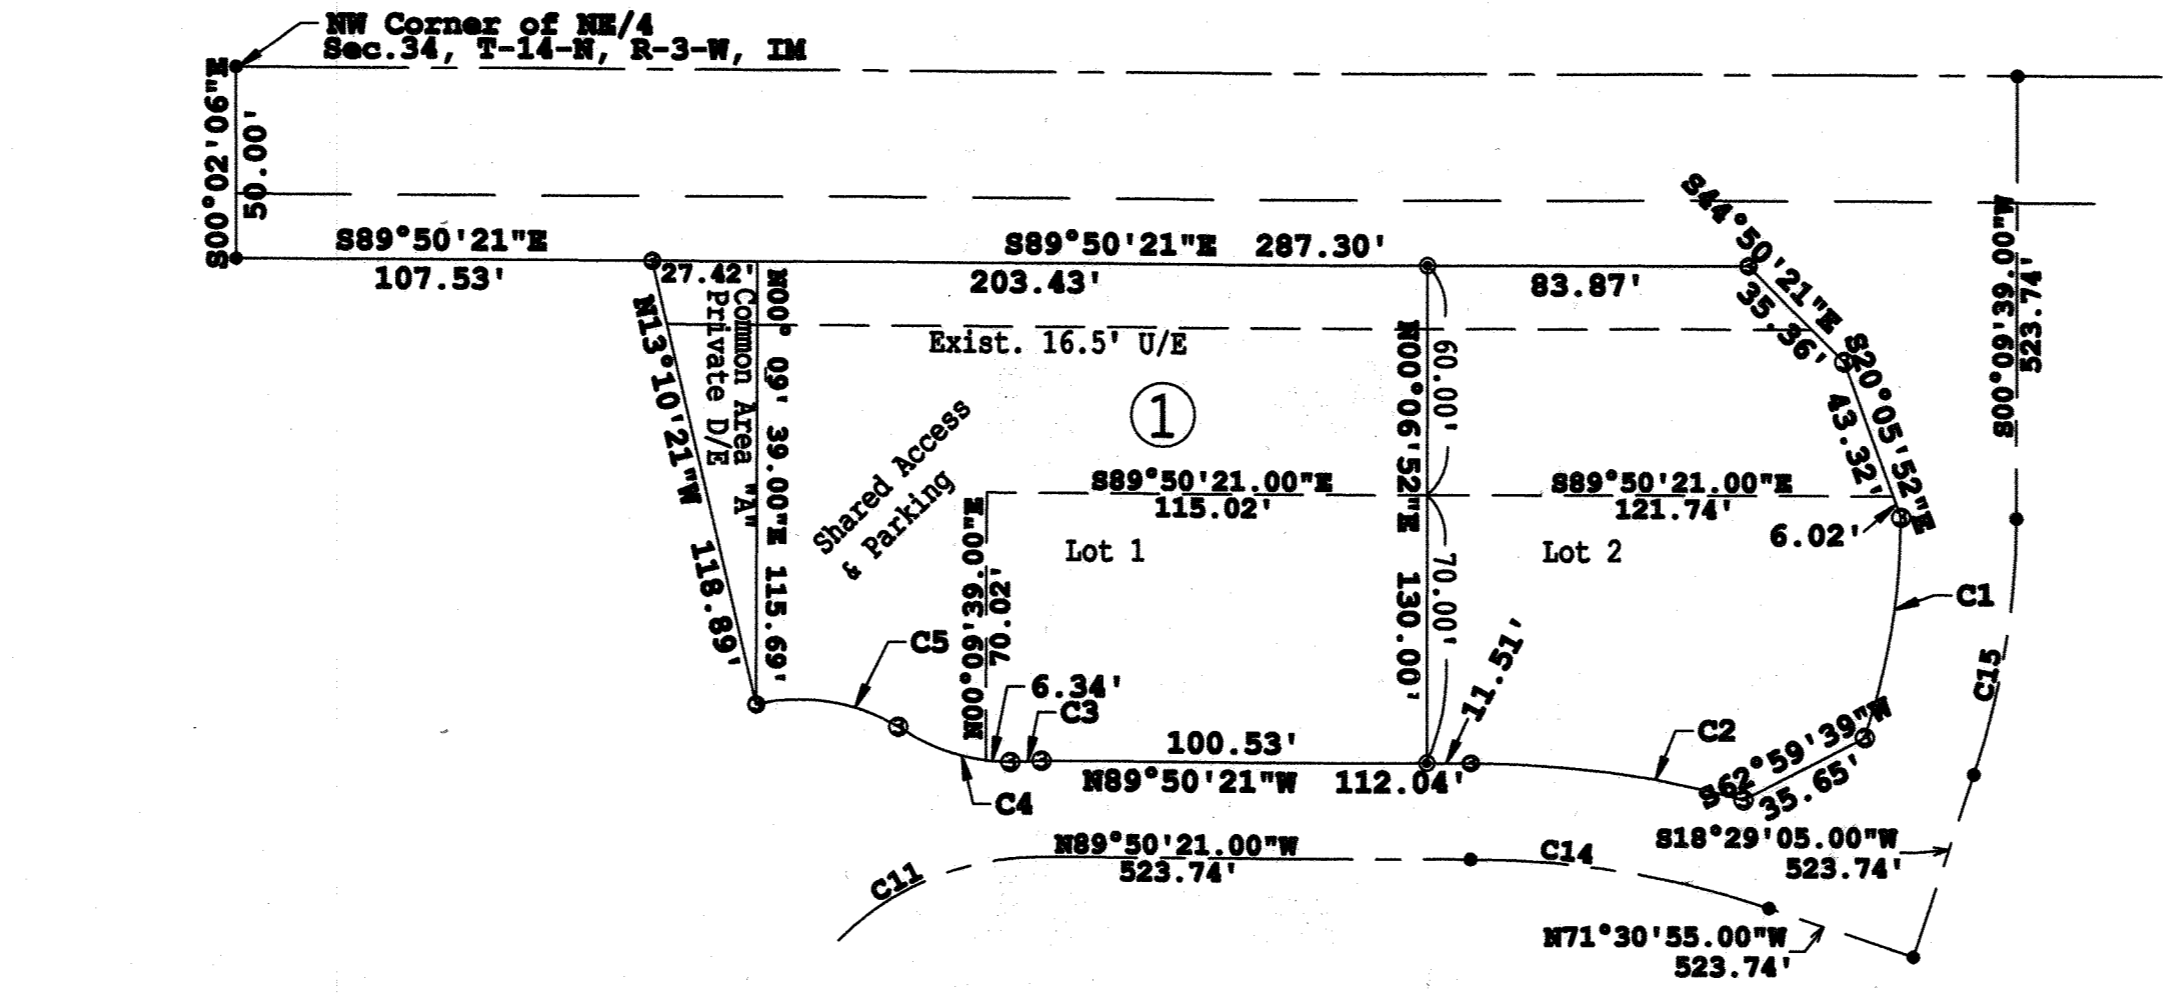 NW Corner of NE/4
Sec.34, T-14-N, R-3-W, IM
S00°02'06"E
50.00'
S89°50'21"E
107.53'
27.42'
S89°50'21"E 287.30'
203.43'
83.87'
S44°50'21"E
35.36'
S20°05'52"E
43.32'
S00°09'39.00"W
523.74'
N13°10'21"W 118.89'
Common Area "A"
Private D/E
N00° 09' 39.00"E 115.69'
Exist. 16.5' U/E
1
Shared Access
& Parking
N00°06'52"E 130.00'
60.00'
70.00'
S89°50'21.00"E
115.02'
S89°50'21.00"E
121.74'
6.02'
Lot 1
Lot 2
N00°09'39.00"E
70.02'
C1
C5
6.34'
C3
11.51'
C15
C2
100.53'
N89°50'21"W 112.04'
C4
S62°59'39"W
35.65'
N89°50'21.00"W
523.74'
C14
S18°29'05.00"W
523.74'
C11
N71°30'55.00"W
523.74'